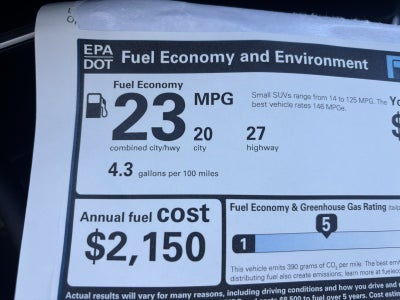 EPA
DOT Fuel Economy and Environment
Fuel Economy
23 MPG
combined city/hwy
20
city
27
highway
Small SUVs range from 14 to 125 MPG. The
best vehicle rates 146 MPGe.
4.3 gallons per 100 miles
Annual fuel cost
$2,150
Fuel Economy & Greenhouse Gas Rating
1
5
This vehicle emits 390 grams of CO₂ per mile. The best
distributing fuel also create emissions; learn more at
Actual results will vary for many reasons, including driving conditions and how you drive and